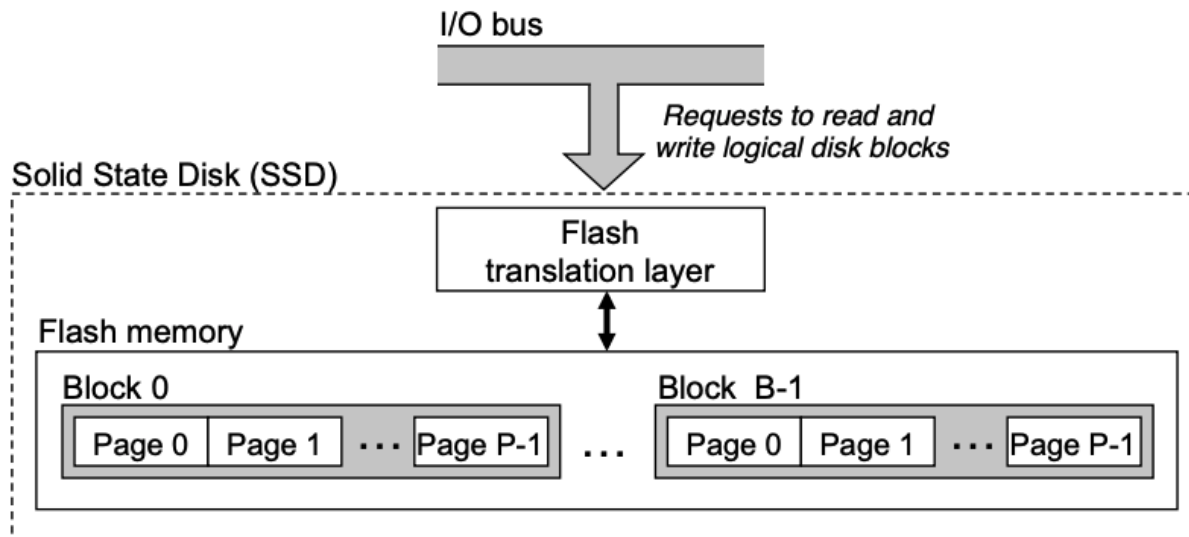 I/O bus
Requests to read and
write logical disk blocks
Solid State Disk (SSD)
Flash
translation layer
Flash memory
Block 0
Block B-1
Page 0 Page 1 ... Page P-1 ... Page 0 Page 1 ... Page P-1